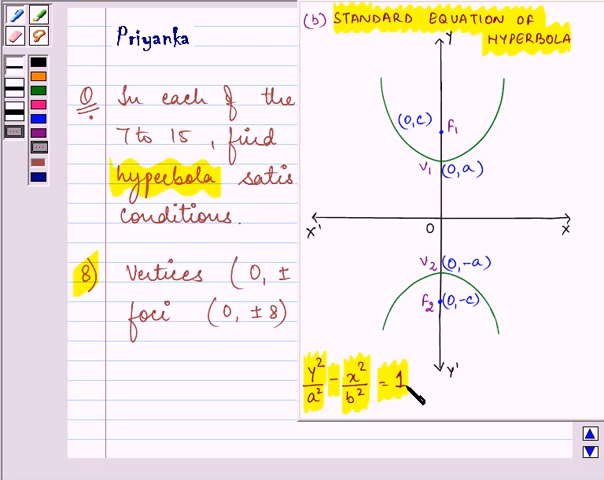 Priyanka
Q In each of the
7 to 15, find
hyperbola satis
conditions.
8) Vertices (0, ±
foci (0, ±8)
(b) STANDARD EQUATION OF
HYPERBOLA
Y
(0,c) F₁
V₁ (0,a)
X' O X
V₂ (0,-a)
F₂ (0,-c)
Y'
y²/a² - x²/b² = 1